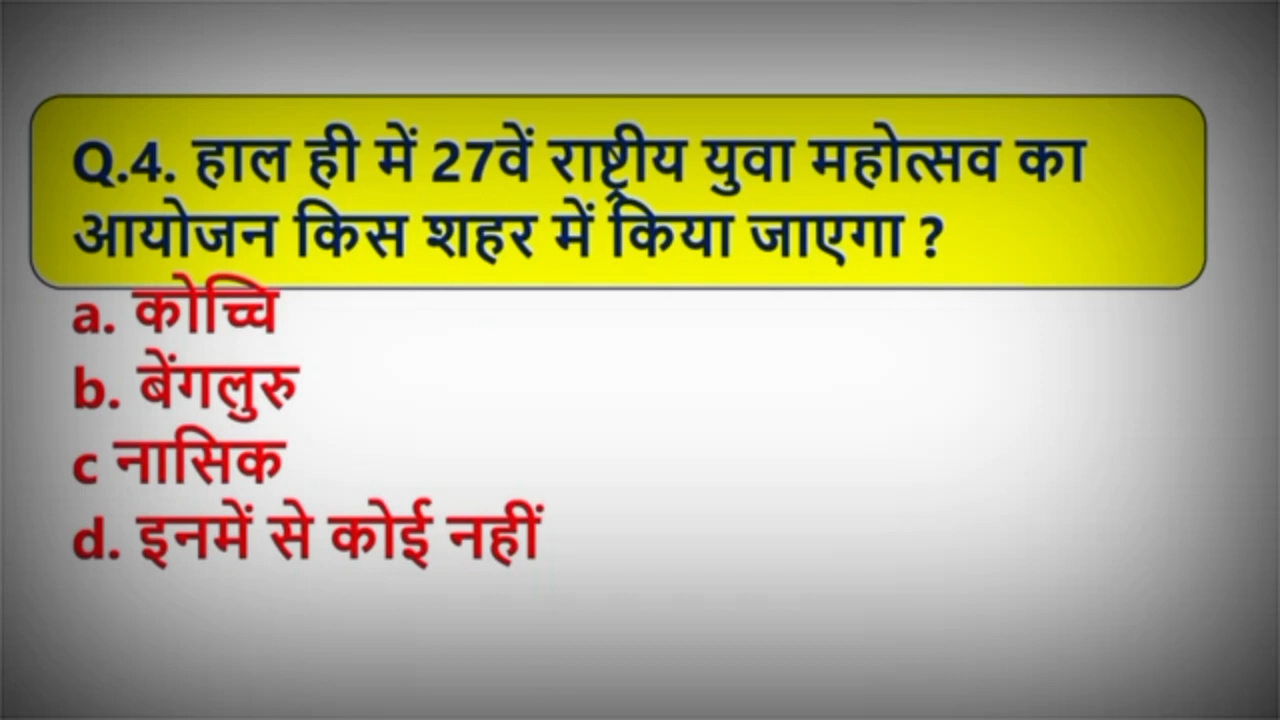 Q.4. हाल ही में 27वें राष्ट्रीय युवा महोत्सव का
आयोजन किस शहर में किया जाएगा ?
a. कोच्चि
b. बेंगलुरु
c नासिक
d. इनमें से कोई नहीं